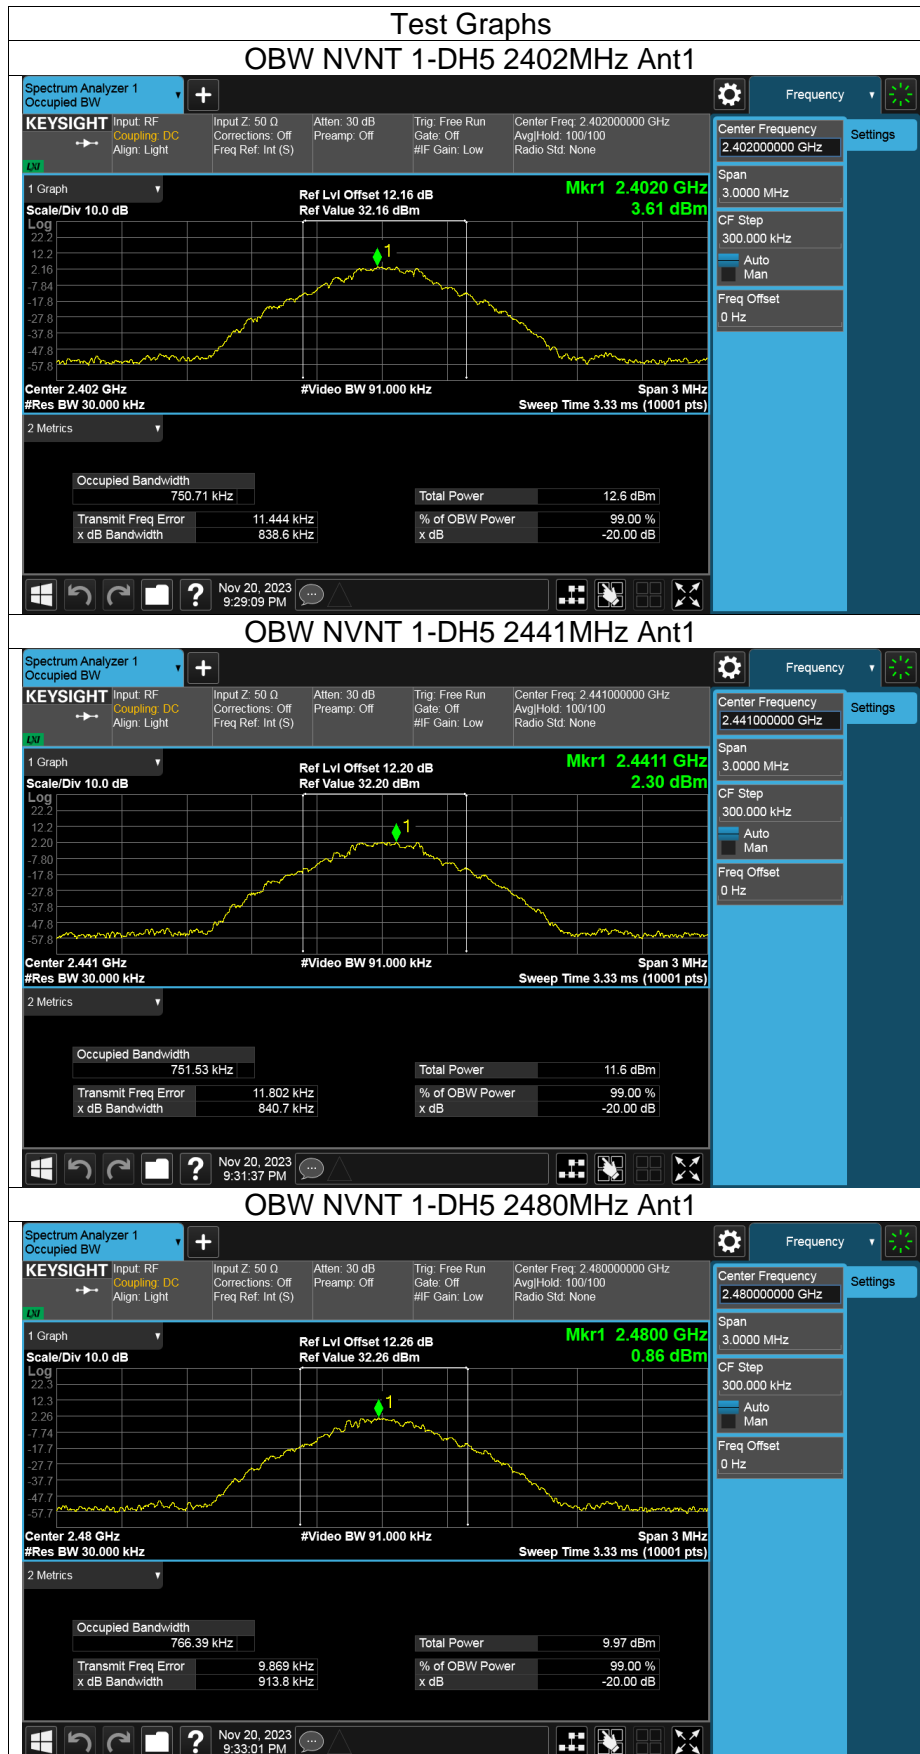 Test Graphs
OBW NVNT 1-DH5 2402MHz Ant1
Spectrum Analyzer 1
Occupied BW
+
Frequency
KEYSIGHT
Input: RF
Coupling: DC
Align: Light
Input Z: 50 Ω
Corrections: Off
Freq Ref: Int (S)
Atten: 30 dB
Preamp: Off
Trig: Free Run
Gate: Off
#IF Gain: Low
Center Freq: 2.402000000 GHz
Avg|Hold: 100/100
Radio Std: None
LXI
Center Frequency
2.402000000 GHz
Settings
Span
3.0000 MHz
CF Step
300.000 kHz
Auto
Man
Freq Offset
0 Hz
1 Graph
Scale/Div 10.0 dB
Ref Lvl Offset 12.16 dB
Ref Value 32.16 dBm
Mkr1 2.4020 GHz
3.61 dBm
Log
22.2
12.2
2.16
-7.84
-17.8
-27.8
-37.8
-47.8
-57.8
1
Center 2.402 GHz
#Res BW 30.000 kHz
#Video BW 91.000 kHz
Span 3 MHz
Sweep Time 3.33 ms (10001 pts)
2 Metrics
Occupied Bandwidth
750.71 kHz
Total Power 12.6 dBm
Transmit Freq Error 11.444 kHz
% of OBW Power 99.00 %
x dB Bandwidth 838.6 kHz
x dB -20.00 dB
?
Nov 20, 2023
9:29:09 PM
OBW NVNT 1-DH5 2441MHz Ant1
Spectrum Analyzer 1
Occupied BW
+
Frequency
KEYSIGHT
Input: RF
Coupling: DC
Align: Light
Input Z: 50 Ω
Corrections: Off
Freq Ref: Int (S)
Atten: 30 dB
Preamp: Off
Trig: Free Run
Gate: Off
#IF Gain: Low
Center Freq: 2.441000000 GHz
Avg|Hold: 100/100
Radio Std: None
LXI
Center Frequency
2.441000000 GHz
Settings
Span
3.0000 MHz
CF Step
300.000 kHz
Auto
Man
Freq Offset
0 Hz
1 Graph
Scale/Div 10.0 dB
Ref Lvl Offset 12.20 dB
Ref Value 32.20 dBm
Mkr1 2.4411 GHz
2.30 dBm
Log
22.2
12.2
2.20
-7.80
-17.8
-27.8
-37.8
-47.8
-57.8
1
Center 2.441 GHz
#Res BW 30.000 kHz
#Video BW 91.000 kHz
Span 3 MHz
Sweep Time 3.33 ms (10001 pts)
2 Metrics
Occupied Bandwidth
751.53 kHz
Total Power 11.6 dBm
Transmit Freq Error 11.802 kHz
% of OBW Power 99.00 %
x dB Bandwidth 840.7 kHz
x dB -20.00 dB
?
Nov 20, 2023
9:31:37 PM
OBW NVNT 1-DH5 2480MHz Ant1
Spectrum Analyzer 1
Occupied BW
+
Frequency
KEYSIGHT
Input: RF
Coupling: DC
Align: Light
Input Z: 50 Ω
Corrections: Off
Freq Ref: Int (S)
Atten: 30 dB
Preamp: Off
Trig: Free Run
Gate: Off
#IF Gain: Low
Center Freq: 2.480000000 GHz
Avg|Hold: 100/100
Radio Std: None
LXI
Center Frequency
2.480000000 GHz
Settings
Span
3.0000 MHz
CF Step
300.000 kHz
Auto
Man
Freq Offset
0 Hz
1 Graph
Scale/Div 10.0 dB
Ref Lvl Offset 12.26 dB
Ref Value 32.26 dBm
Mkr1 2.4800 GHz
0.86 dBm
Log
22.3
12.3
2.26
-7.74
-17.7
-27.7
-37.7
-47.7
-57.7
1
Center 2.48 GHz
#Res BW 30.000 kHz
#Video BW 91.000 kHz
Span 3 MHz
Sweep Time 3.33 ms (10001 pts)
2 Metrics
Occupied Bandwidth
766.39 kHz
Total Power 9.97 dBm
Transmit Freq Error 9.869 kHz
% of OBW Power 99.00 %
x dB Bandwidth 913.8 kHz
x dB -20.00 dB
?
Nov 20, 2023
9:33:01 PM